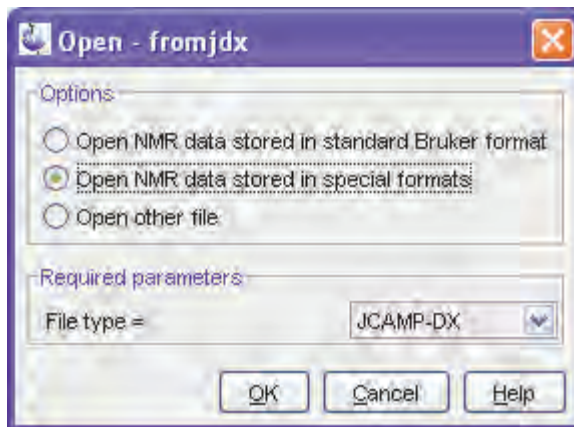 Open - fromjdx
Options
Open NMR data stored in standard Bruker format
Open NMR data stored in special formats
Open other file
Required parameters
File type = JCAMP-DX
OK Cancel Help